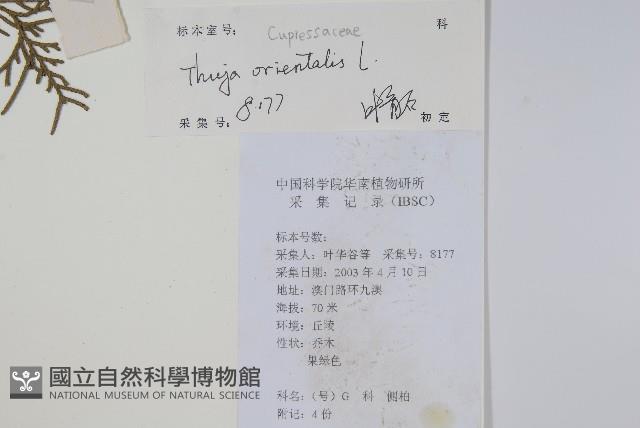 标本室号: Cupressaceae 科
Thuja orientalis L.
采集号: 8177 初定
中国科学院华南植物研所
采 集 记 录 (IBSC)
标本号数:
采集人: 叶华谷等 采集号: 8177
采集日期: 2003 年 4 月 10 日
地址: 澳门路环九澳
海拔: 70 米
环境: 丘陵
性状: 乔木
果绿色
科名: (号) G 科 侧柏
附记: 4 份
國立自然科學博物館
NATIONAL MUSEUM OF NATURAL SCIENCE